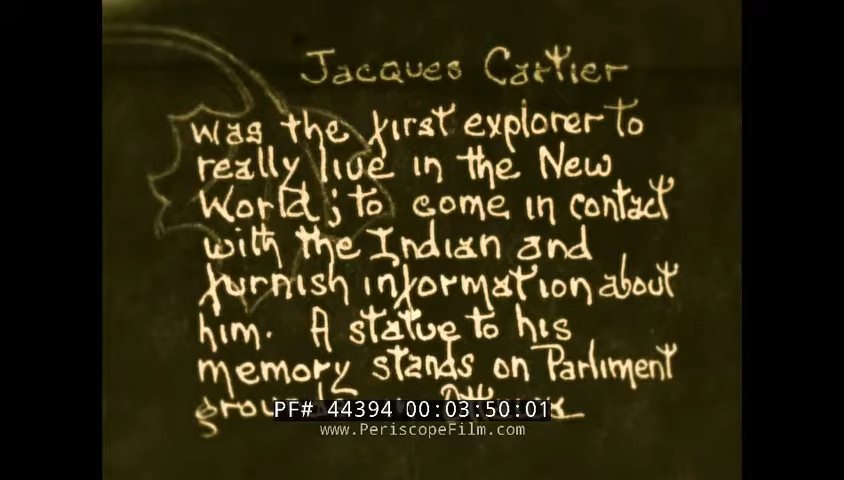 Jacques Cartier
was the first explorer to
really live in the New
World; to come in contact
with the Indian and
furnish information about
him. A statue to his
memory stands on Parliment
PF# 44394 00:03:50:01
www.PeriscopeFilm.com